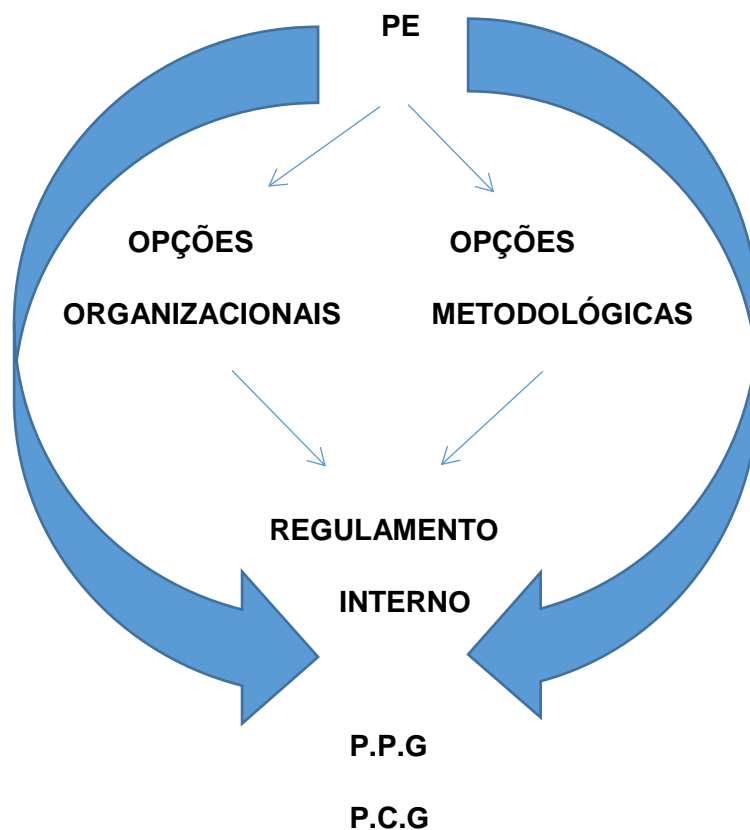 PE
OPÇÕES
ORGANIZACIONAIS
OPÇÕES
METODOLÓGICAS
REGULAMENTO
INTERNO
P.P.G
P.C.G